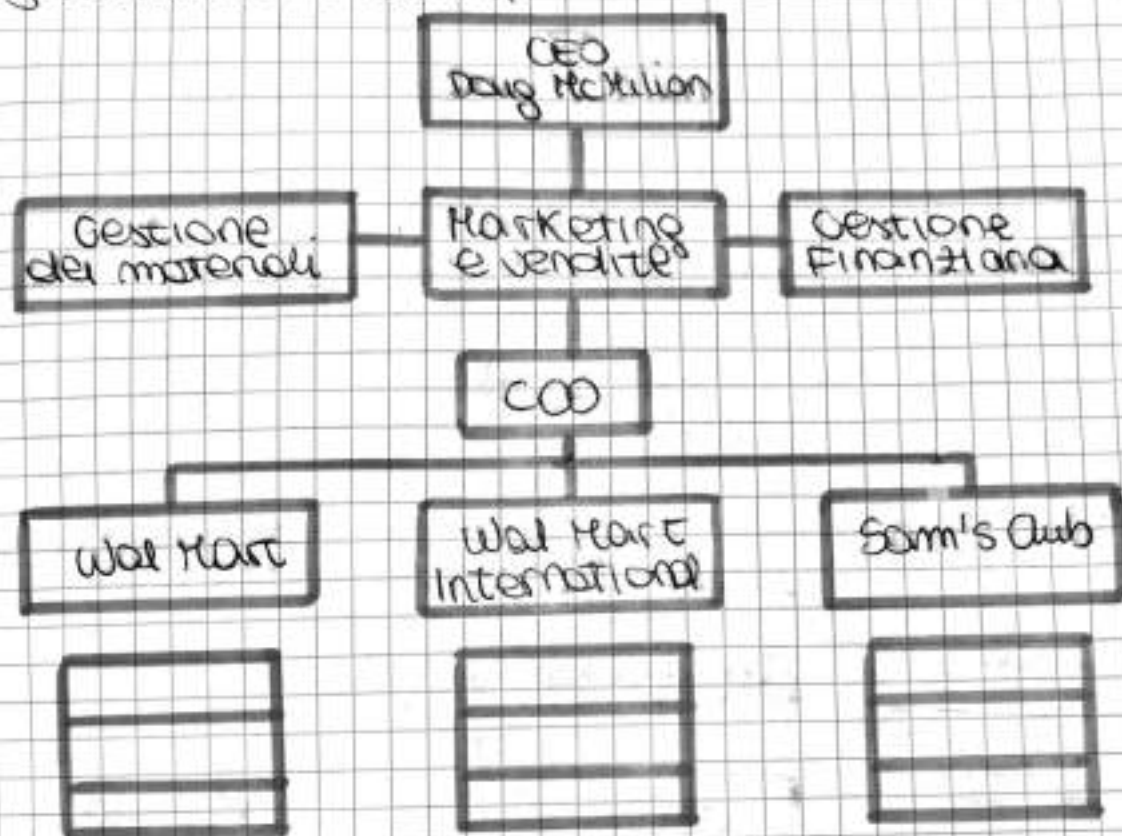 CEO
Doug McMilion
Gestione
dei materiali
Marketing
e vendite
Gestione
Finanziaria
COO
Wal Mart
Wal Mart
International
Sam's Club